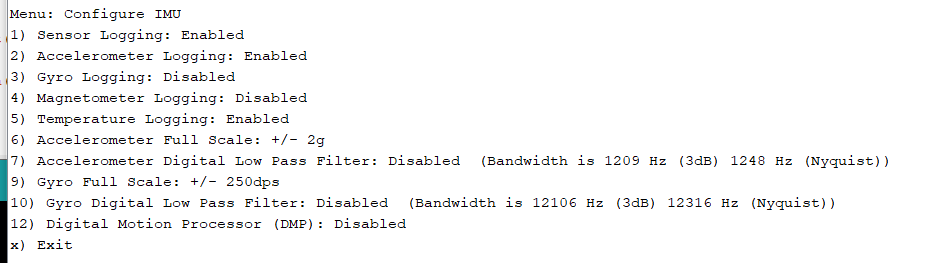 Menu: Configure IMU
1) Sensor Logging: Enabled
2) Accelerometer Logging: Enabled
3) Gyro Logging: Disabled
4) Magnetometer Logging: Disabled
5) Temperature Logging: Enabled
6) Accelerometer Full Scale: +/- 2g
7) Accelerometer Digital Low Pass Filter: Disabled  (Bandwidth is 1209 Hz (3dB) 1248 Hz (Nyquist))
9) Gyro Full Scale: +/- 250dps
10) Gyro Digital Low Pass Filter: Disabled  (Bandwidth is 12106 Hz (3dB) 12316 Hz (Nyquist))
12) Digital Motion Processor (DMP): Disabled
x) Exit